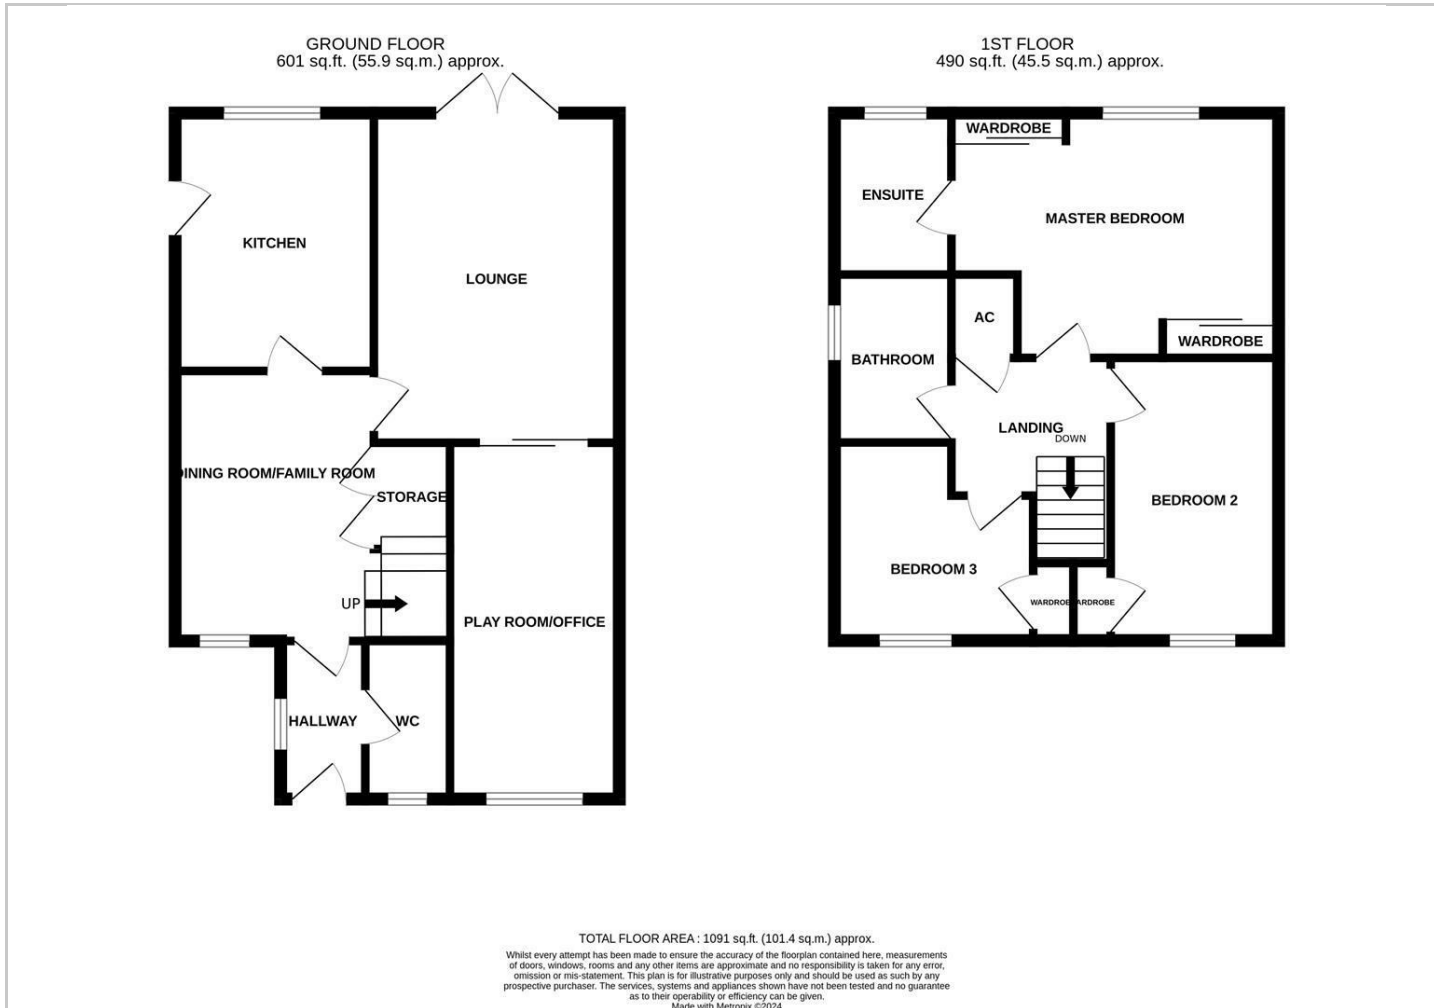 GROUND FLOOR
601 sq.ft. (55.9 sq.m.) approx.
KITCHEN
LOUNGE
DINING ROOM/FAMILY ROOM
STORAGE
UP
PLAY ROOM/OFFICE
HALLWAY
WC
1ST FLOOR
490 sq.ft. (45.5 sq.m.) approx.
WARDROBE
ENSUITE
MASTER BEDROOM
AC
WARDROBE
BATHROOM
LANDING
DOWN
BEDROOM 2
BEDROOM 3
WARDROBE
WARDROBE
TOTAL FLOOR AREA : 1091 sq.ft. (101.4 sq.m.) approx.
Whilst every attempt has been made to ensure the accuracy of the floorplan contained here, measurements
of doors, windows, rooms and any other items are approximate and no responsibility is taken for any error,
omission or mis-statement. This plan is for illustrative purposes only and should be used as such by any
prospective purchaser. The services, systems and appliances shown have not been tested and no guarantee
as to their operability or efficiency can be given.
Made with Metropix ©2024